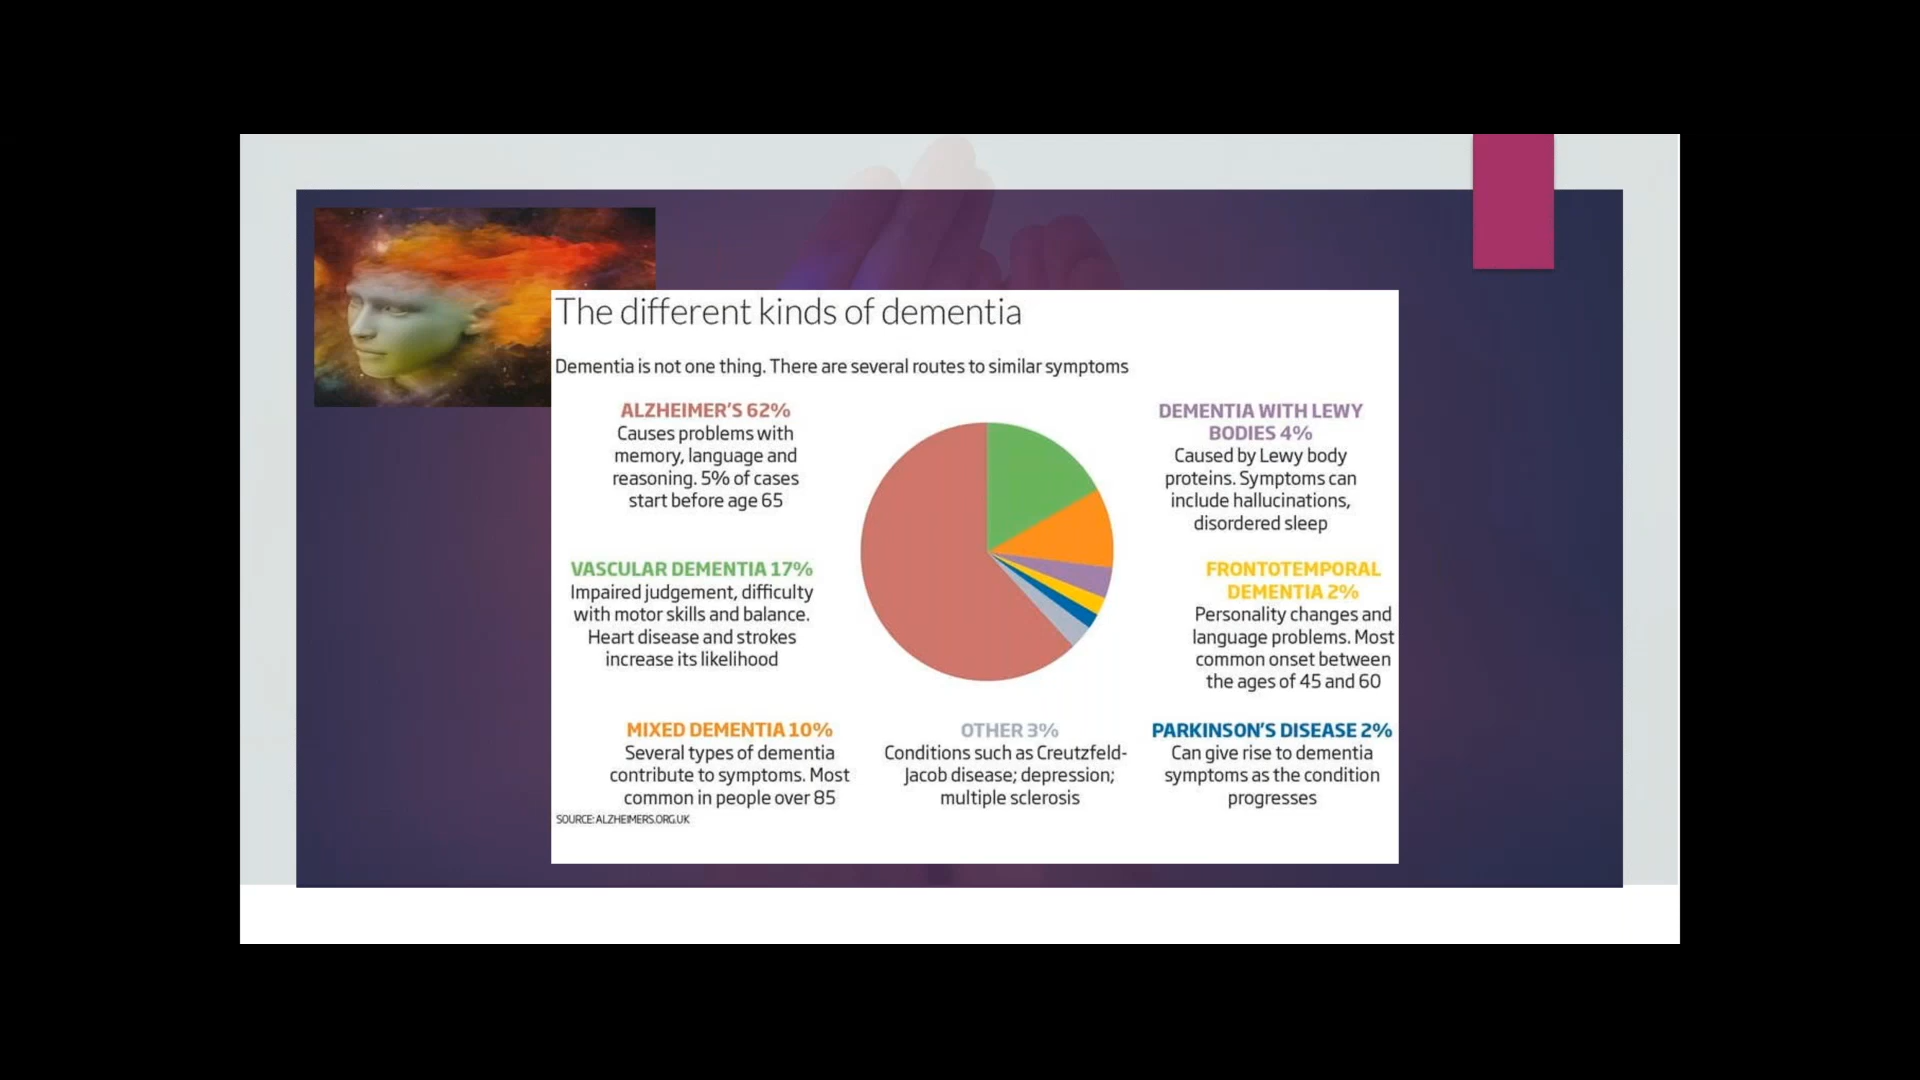 The different kinds of dementia
Dementia is not one thing. There are several routes to similar symptoms
ALZHEIMER'S 62%
Causes problems with
memory, language and
reasoning. 5% of cases
start before age 65
DEMENTIA WITH LEWY
BODIES 4%
Caused by Lewy body
proteins. Symptoms can
include hallucinations,
disordered sleep
VASCULAR DEMENTIA 17%
Impaired judgement, difficulty
with motor skills and balance.
Heart disease and strokes
increase its likelihood
FRONTOTEMPORAL
DEMENTIA 2%
Personality changes and
language problems. Most
common onset between
the ages of 45 and 60
MIXED DEMENTIA 10%
Several types of dementia
contribute to symptoms. Most
common in people over 85
OTHER 3%
Conditions such as Creutzfeld-
Jacob disease; depression;
multiple sclerosis
PARKINSON'S DISEASE 2%
Can give rise to dementia
symptoms as the condition
progresses
SOURCE: ALZHEIMERS.ORG.UK